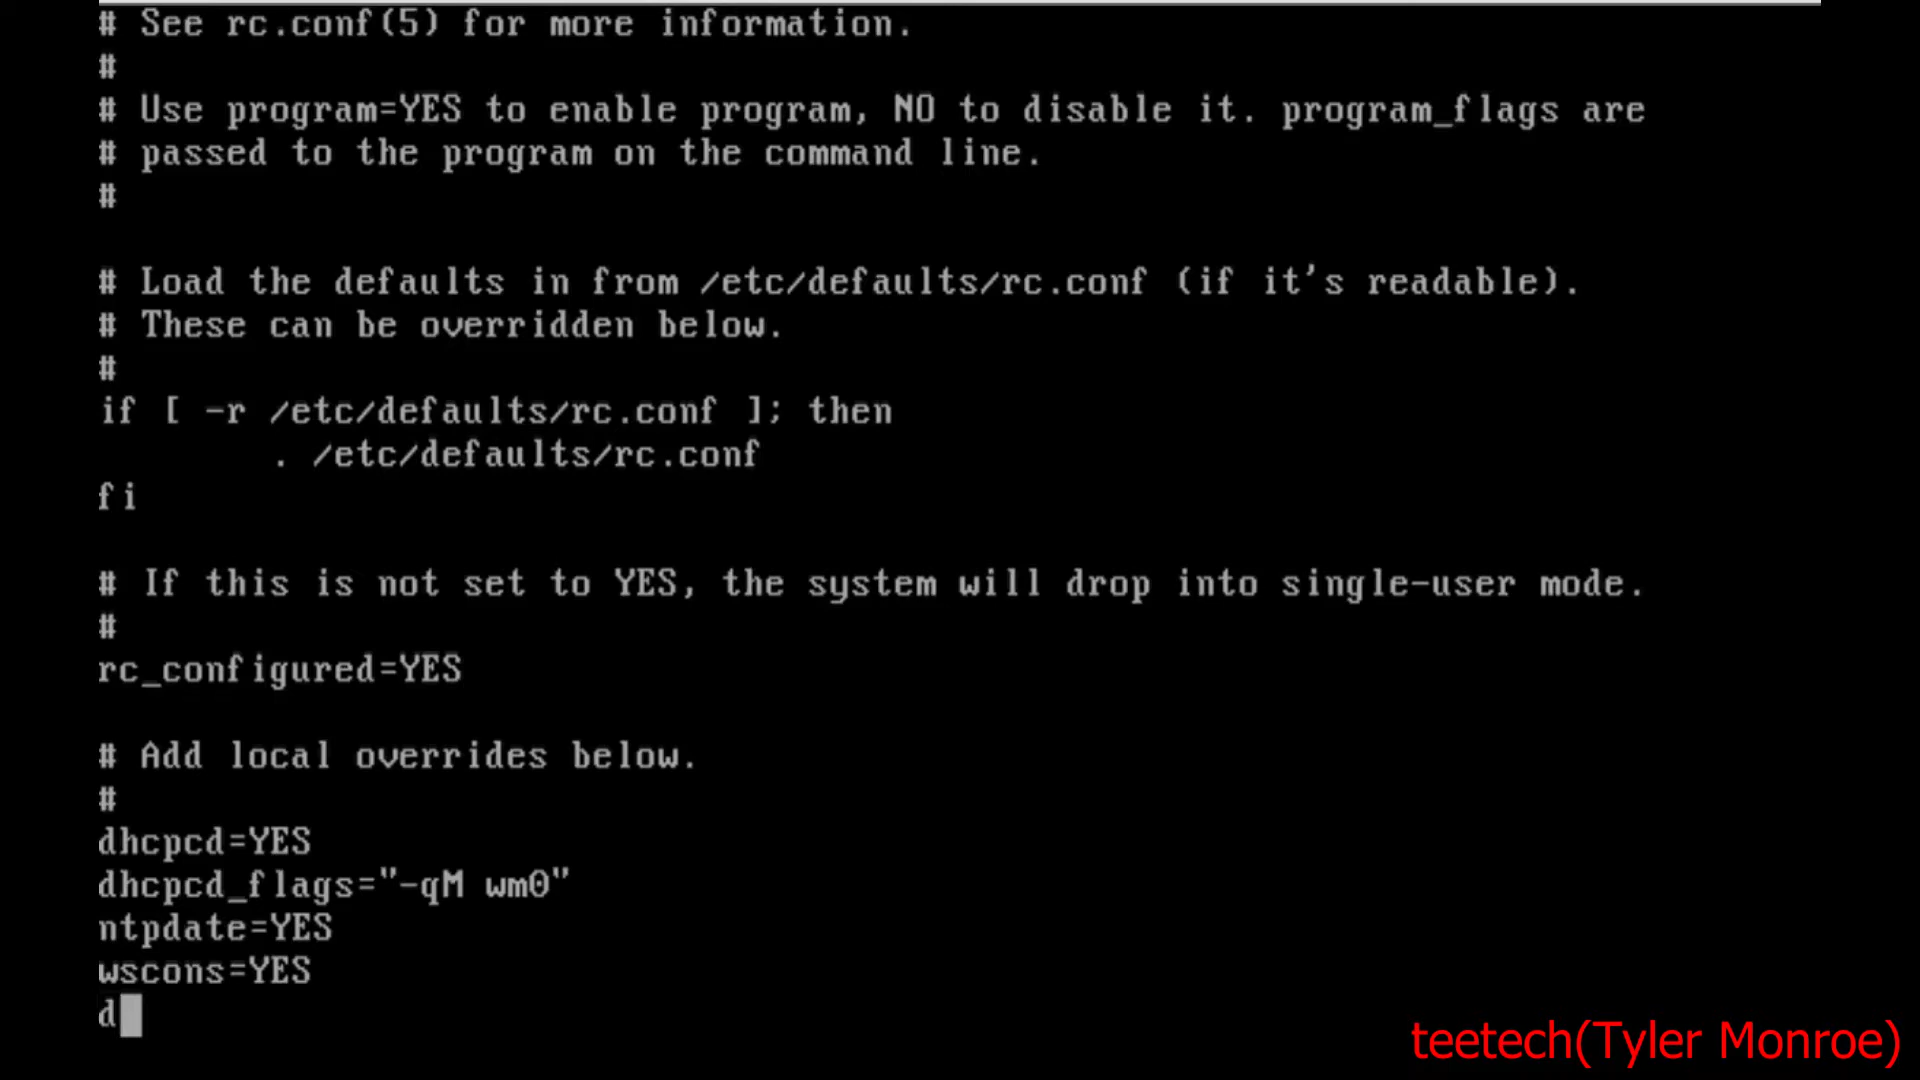 # See rc.conf(5) for more information.
#
# Use program=YES to enable program, NO to disable it. program_flags are
# passed to the program on the command line.
#
# Load the defaults in from /etc/defaults/rc.conf (if it's readable).
# These can be overridden below.
#
if [ -r /etc/defaults/rc.conf ]; then
. /etc/defaults/rc.conf
fi
# If this is not set to YES, the system will drop into single-user mode.
#
rc_configured=YES
# Add local overrides below.
#
dhcpcd=YES
dhcpcd_flags="-qM wm0"
ntpdate=YES
wscons=YES
d
teetech(Tyler Monroe)